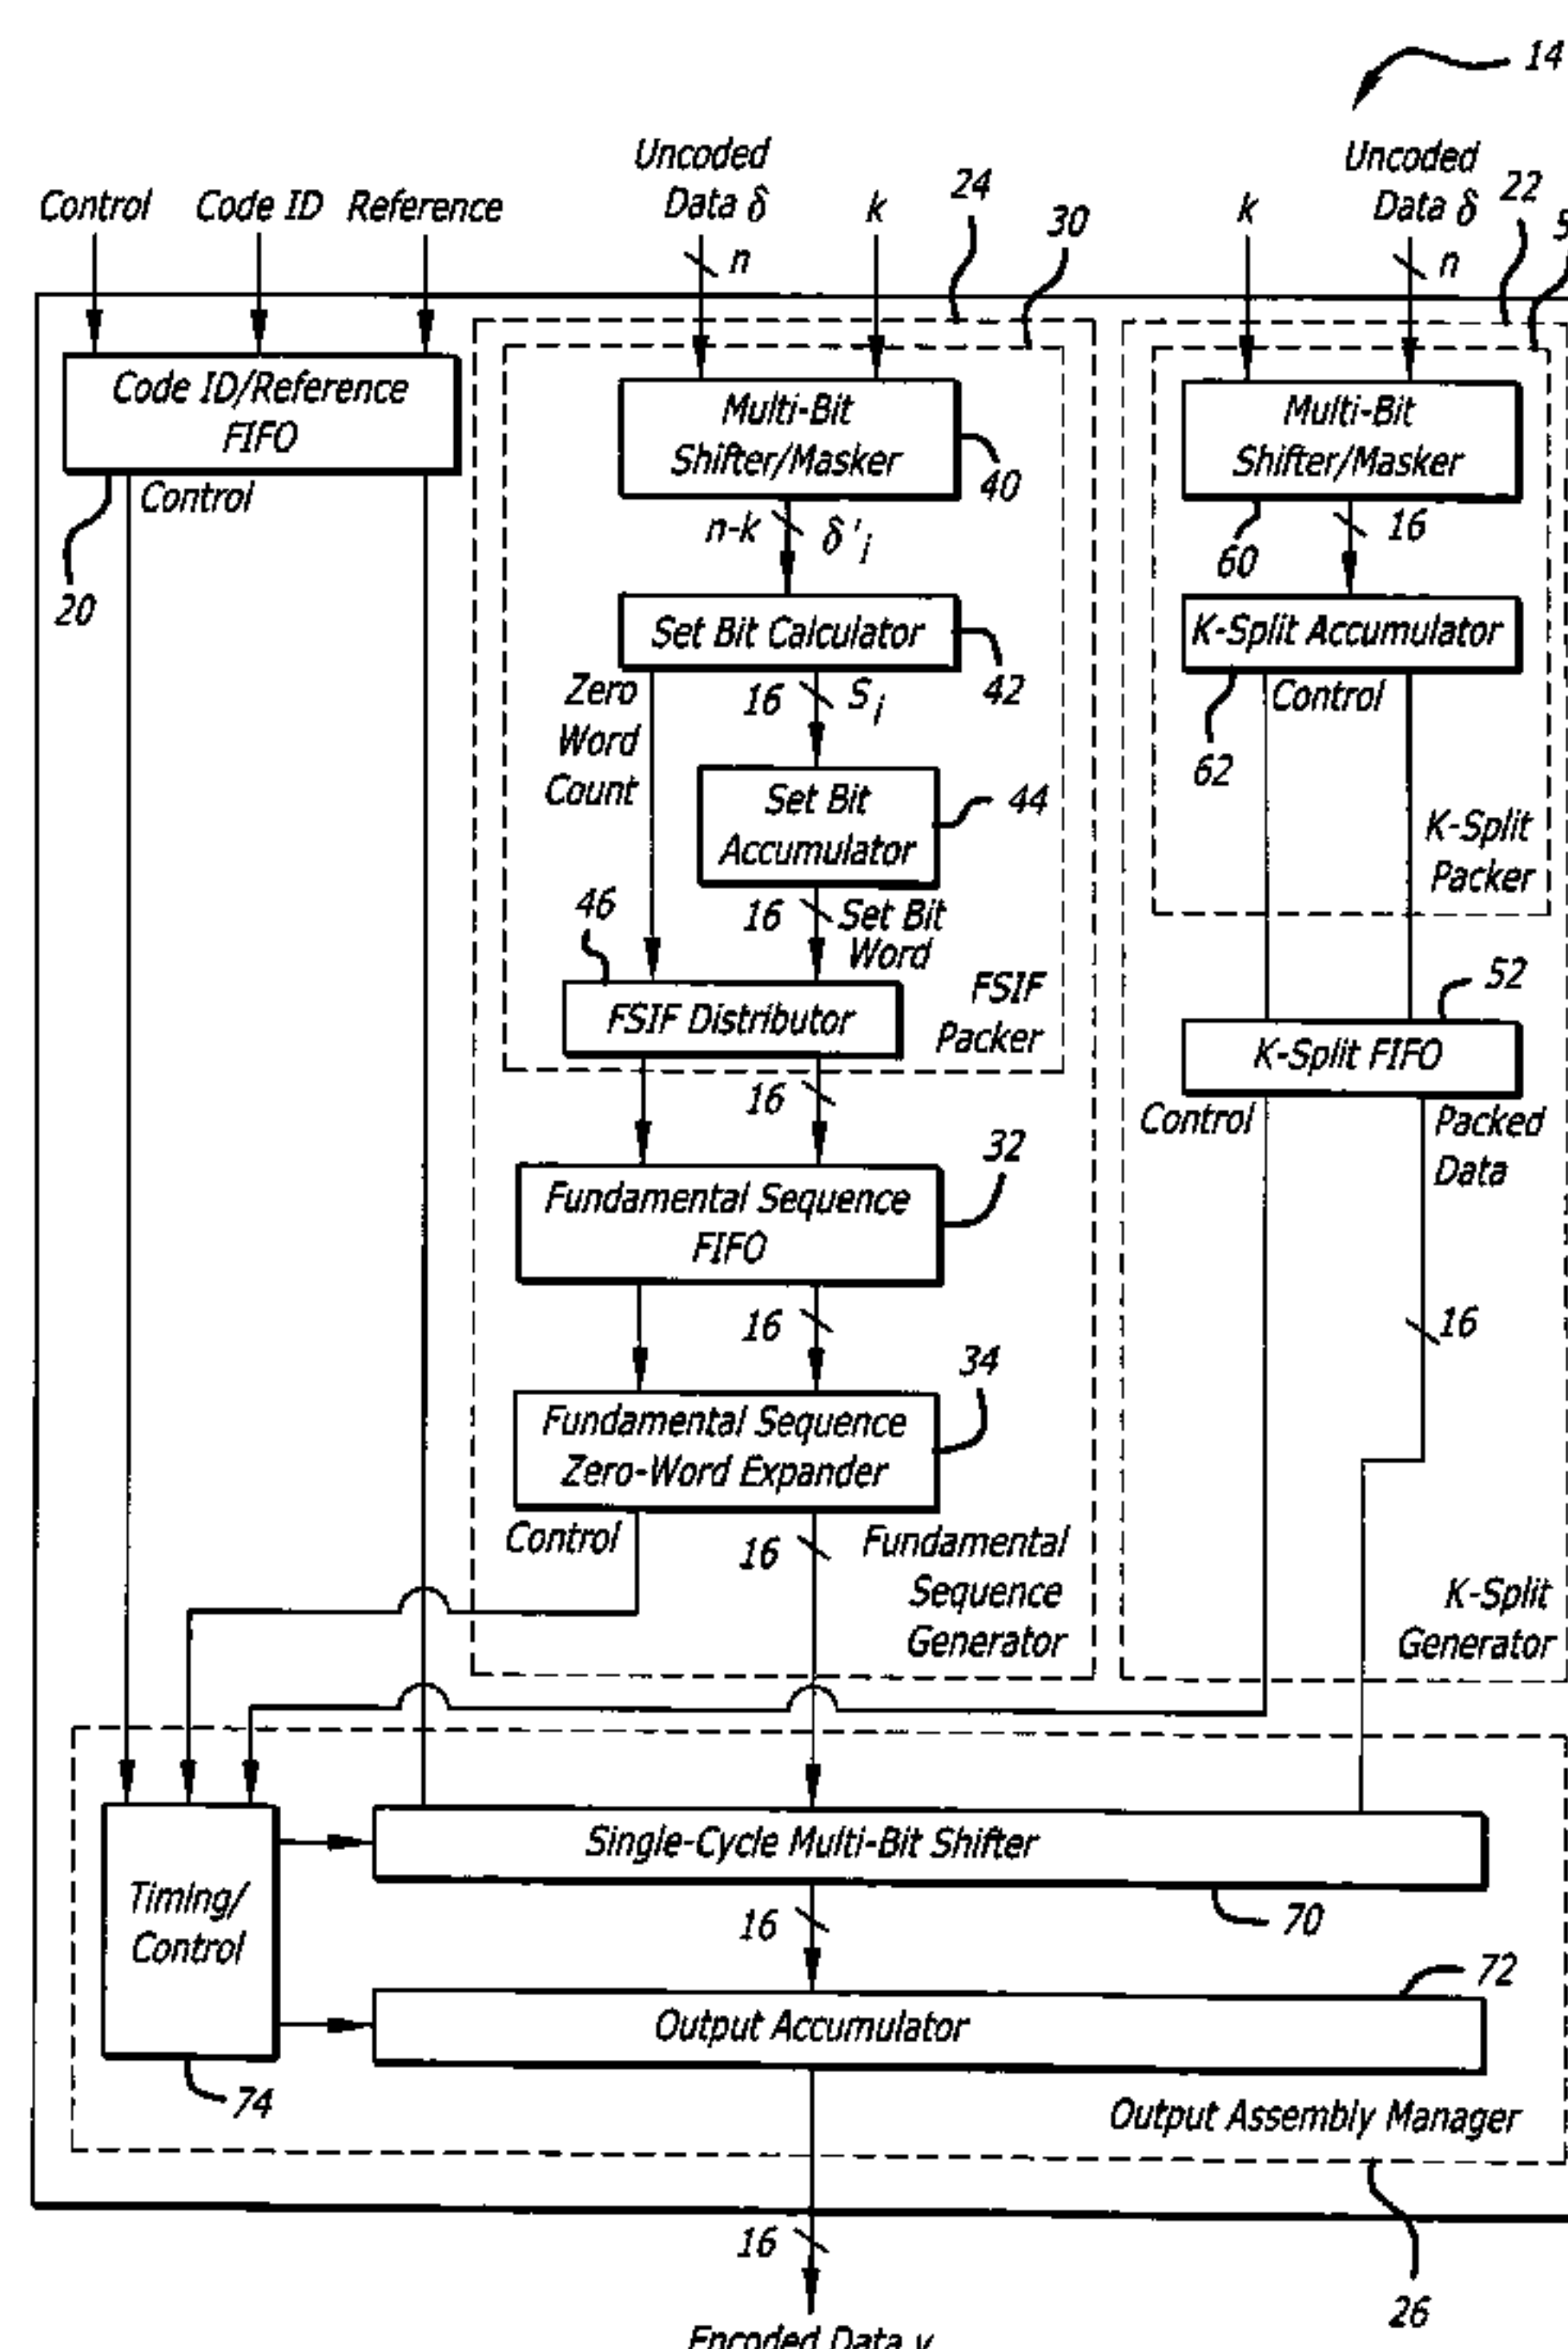 14
Uncoded
Data δ
Uncoded
Data δ
Control
Code ID
Reference
k
24
30
k
22
n
n
Code ID/Reference
FIFO
Control
20
Multi-Bit
Shifter/Masker
40
n-k
δ'i
Multi-Bit
Shifter/Masker
60
16
Set Bit Calculator
42
Zero
Word
Count
16
Si
K-Split Accumulator
Control
62
Set Bit
Accumulator
44
K-Split
Packer
46
16
Set Bit
Word
FSIF Distributor
FSIF
Packer
52
K-Split FIFO
16
Control
Packed
Data
Fundamental Sequence
FIFO
32
16
16
Fundamental Sequence
Zero-Word Expander
34
Control
16
Fundamental
Sequence
Generator
K-Split
Generator
Timing/
Control
74
Single-Cycle Multi-Bit Shifter
70
16
72
Output Accumulator
Output Assembly Manager
26
16
Encoded Data